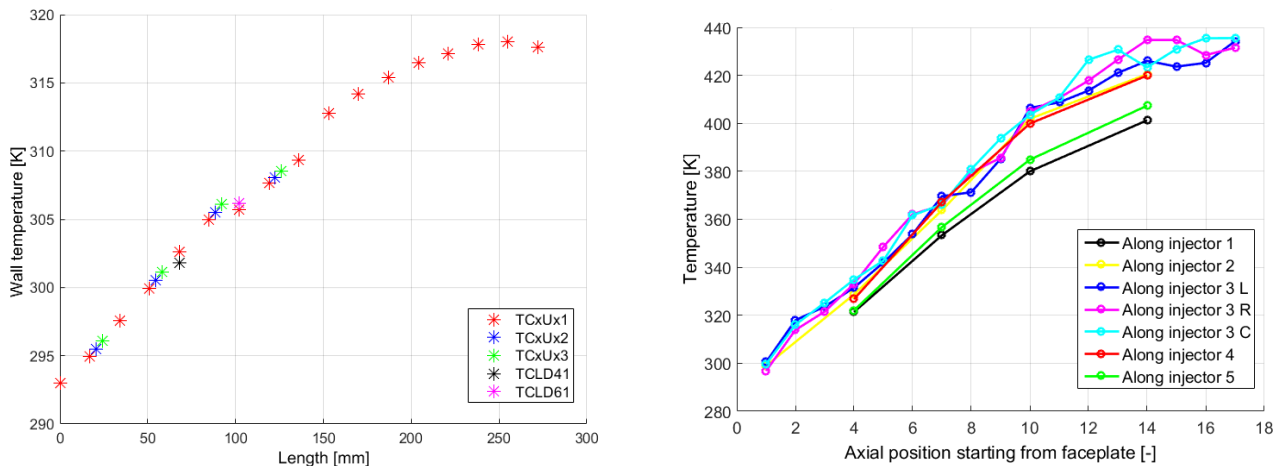 320
315
310
305
300
295
290
Wall temperature [K]
0
50
100
150
200
250
300
Length [mm]
TCxUx1
TCxUx2
TCxUx3
TCLD41
TCLD61
440
420
400
380
360
340
320
300
280
Temperature [K]
0
2
4
6
8
10
12
14
16
18
Axial position starting from faceplate [-]
Along injector 1
Along injector 2
Along injector 3 L
Along injector 3 R
Along injector 3 C
Along injector 4
Along injector 5